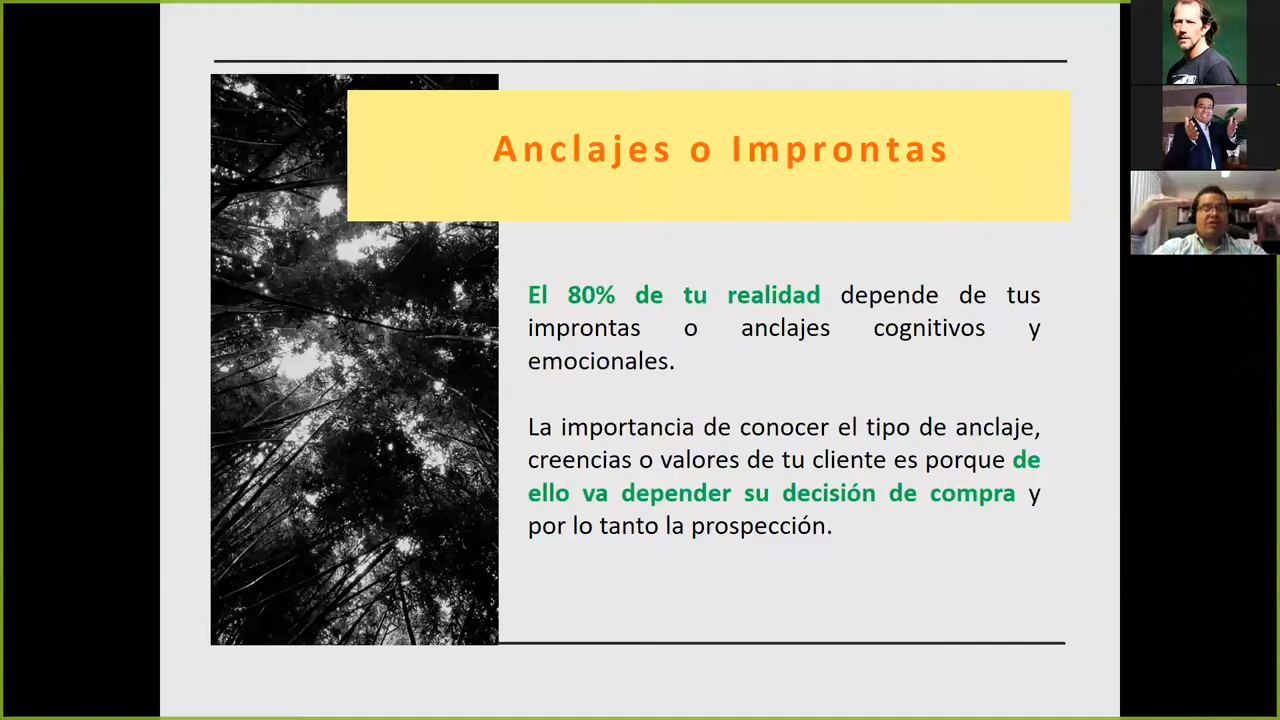 Anclajes o Improntas
El 80% de tu realidad depende de tus
improntas o anclajes cognitivos y
emocionales.
La importancia de conocer el tipo de anclaje,
creencias o valores de tu cliente es porque de
ello va depender su decisión de compra y
por lo tanto la prospección.